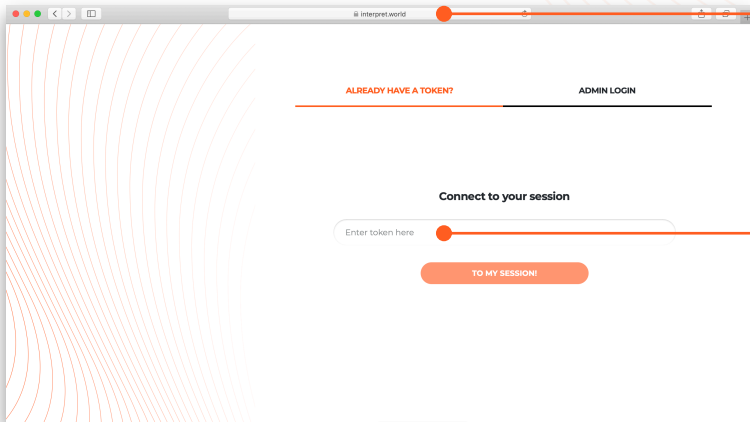 interpret.world
ALREADY HAVE A TOKEN?
ADMIN LOGIN
Connect to your session
Enter token here
TO MY SESSION!